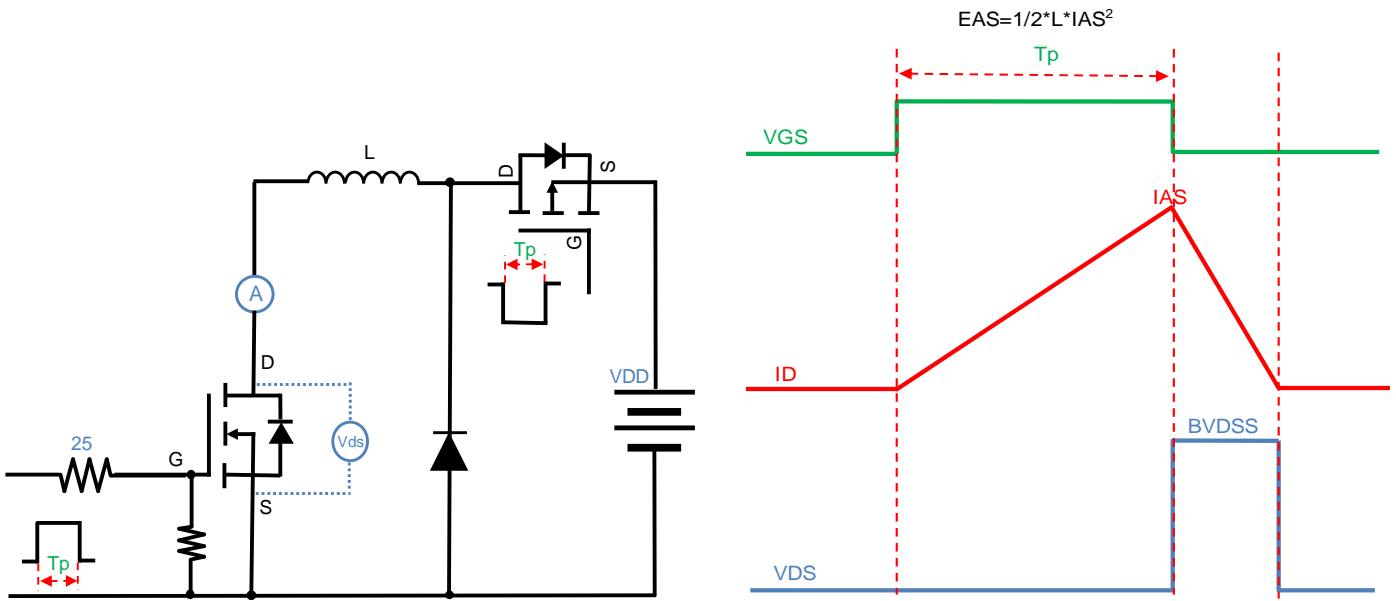 L
D
S
G
Tp
A
D
VDD
25
G
Vds
S
Tp
EAS=1/2*L*IAS²
Tp
VGS
IAS
ID
BVDSS
VDS